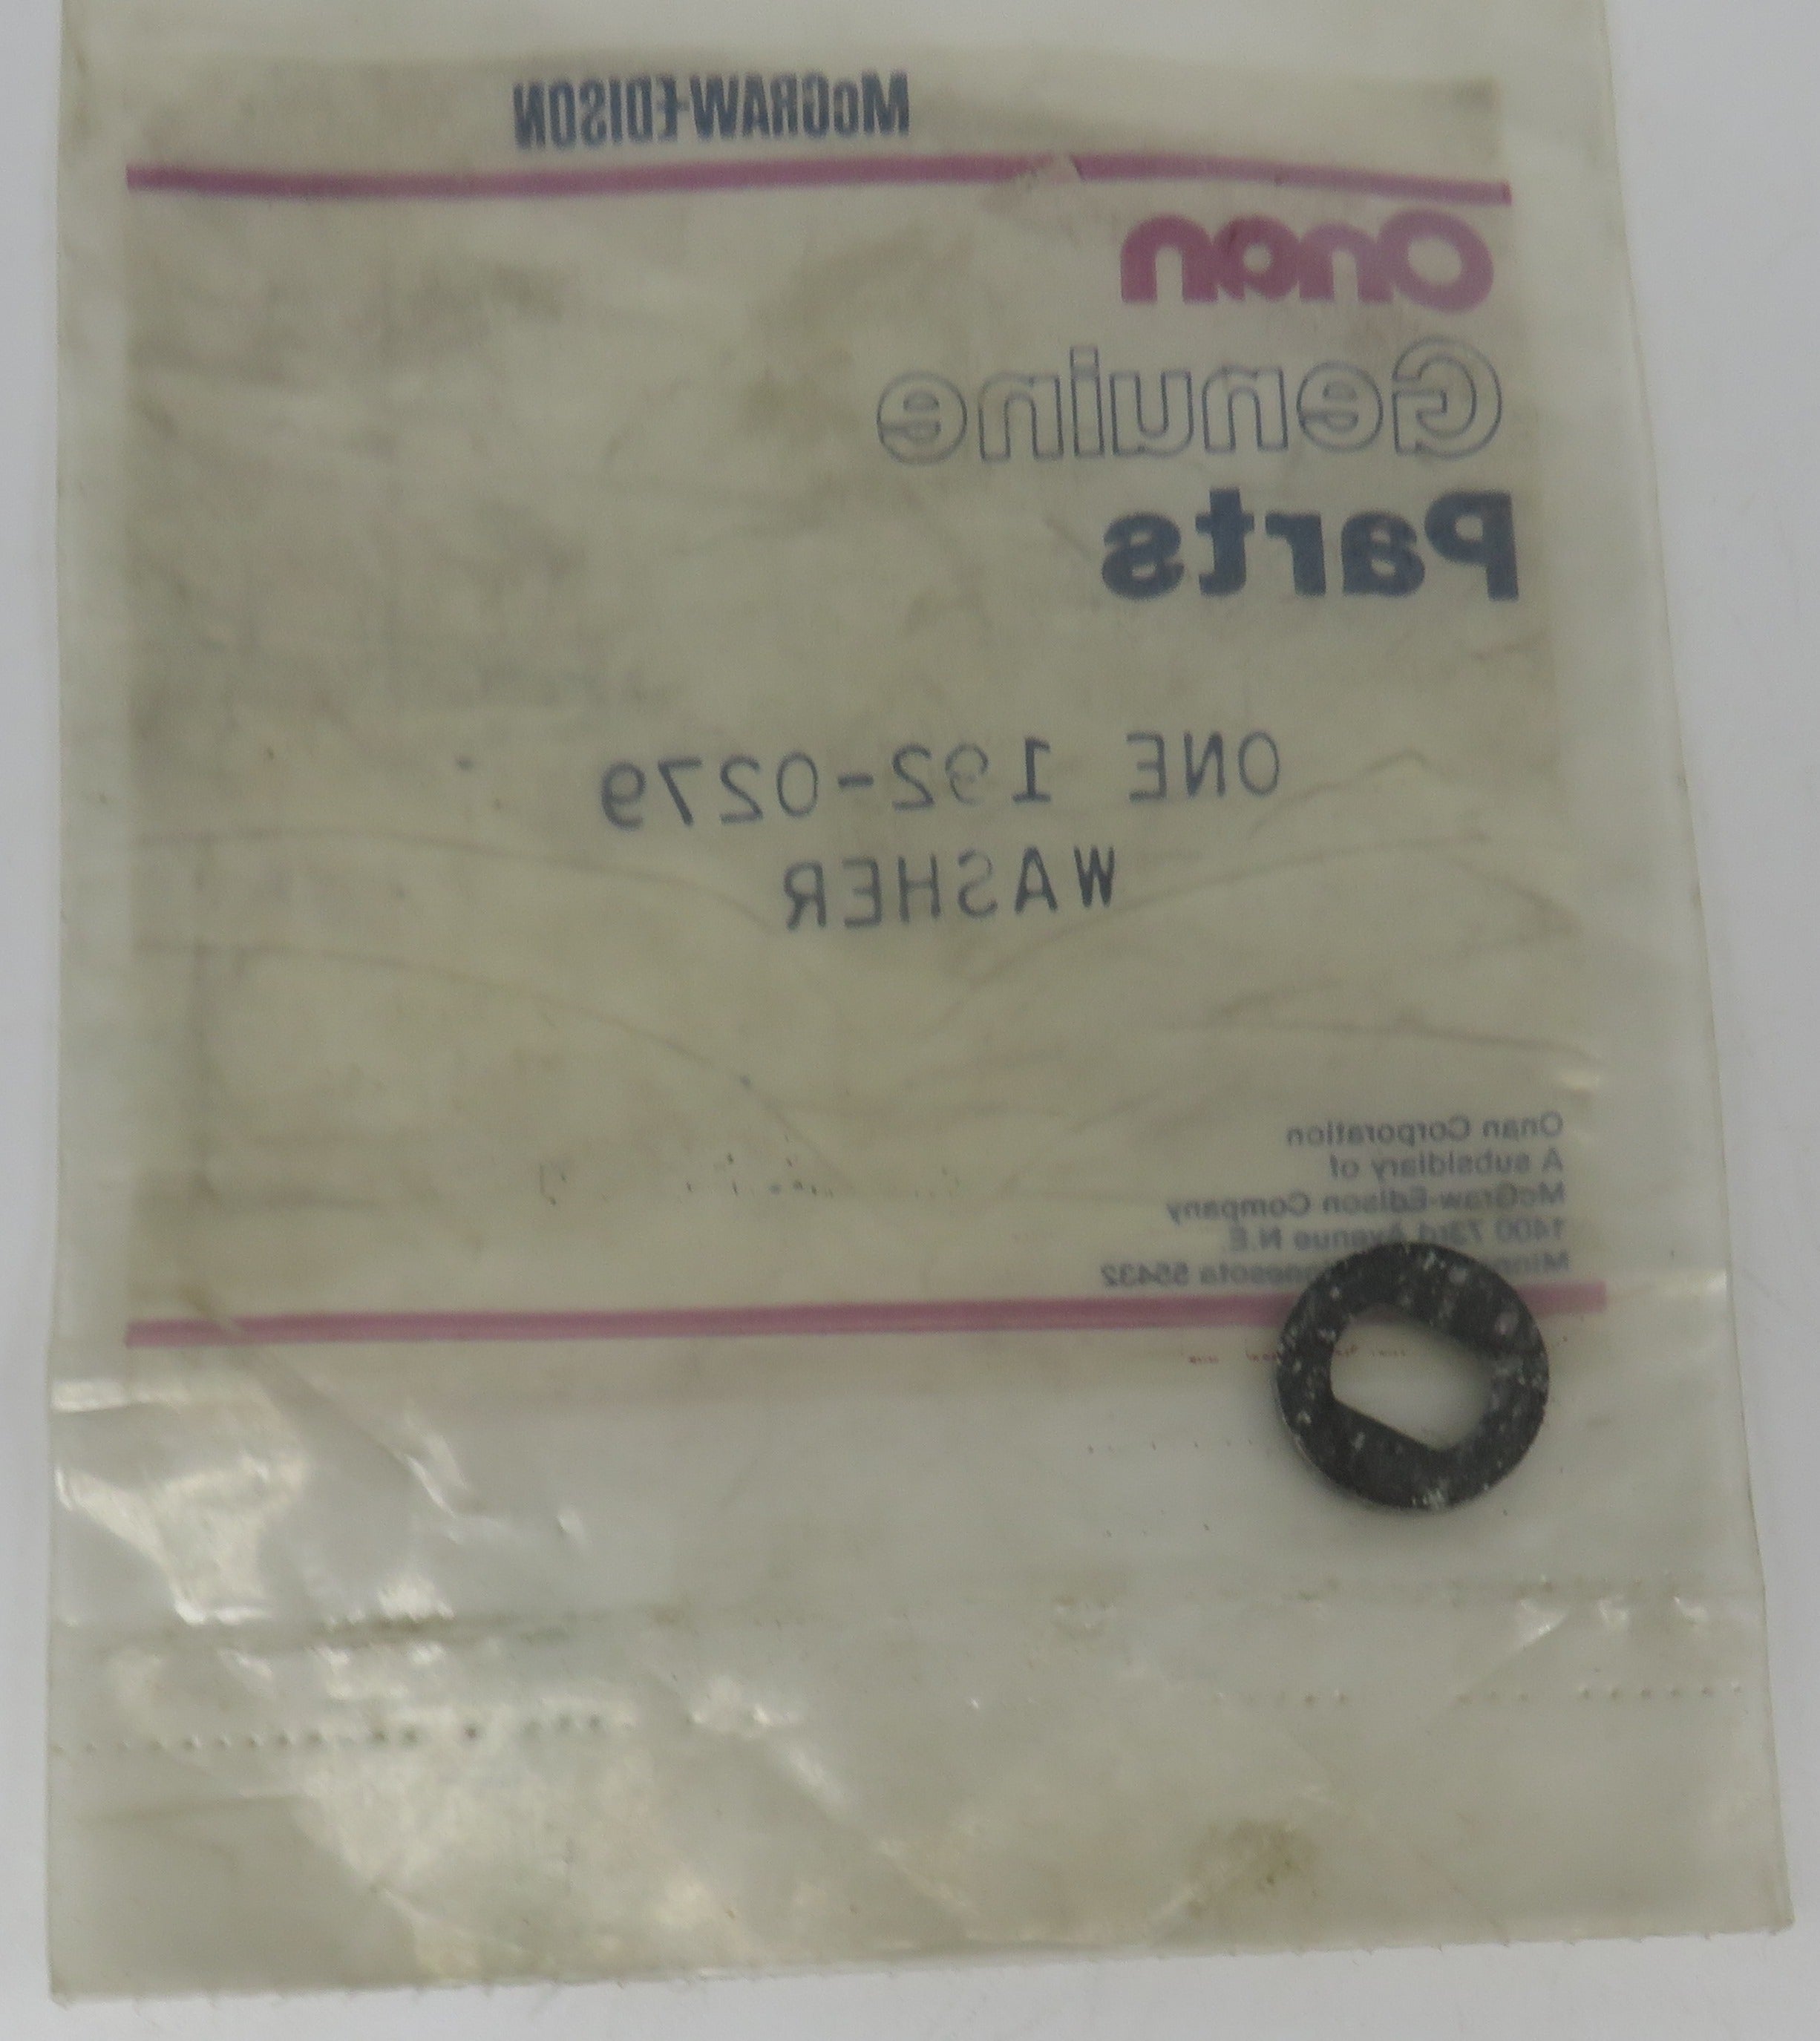 McGRAW-EDISON
Onan
Genuine
Parts
ONE 192-0279
WASHER
Onan Corporation
A subsidiary of
McGraw-Edison Company
1400 73rd Avenue N.E.
55432